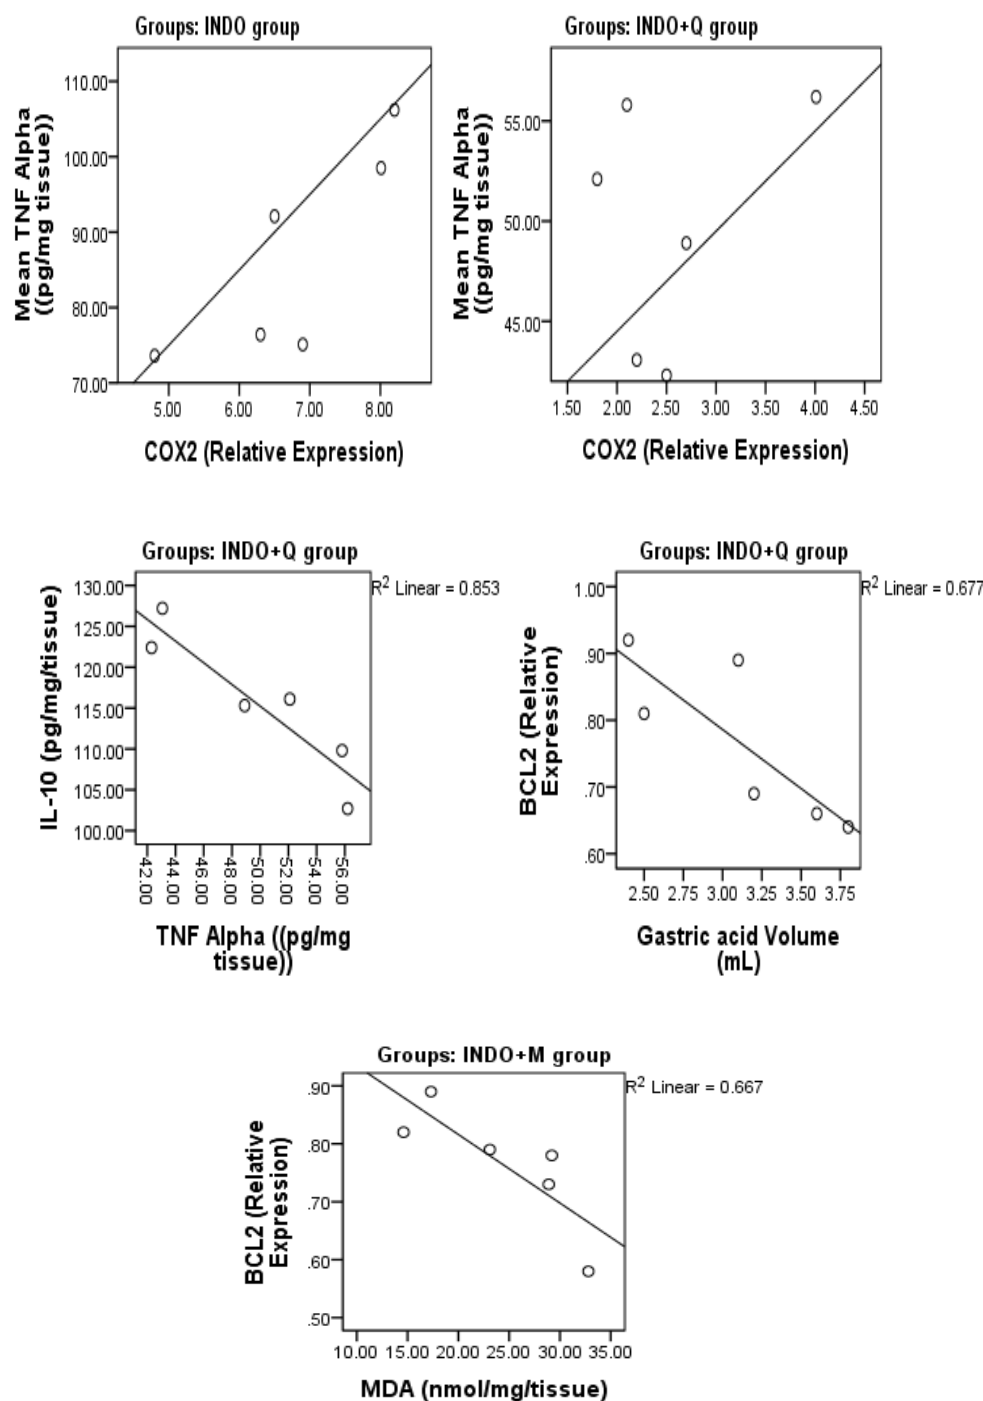 Groups: INDO group
Mean TNF Alpha
((pg/mg tissue))
110.00
100.00
90.00
80.00
70.00
5.00 6.00 7.00 8.00
COX2 (Relative Expression)
Groups: INDO+Q group
Mean TNF Alpha
((pg/mg tissue))
55.00
50.00
45.00
1.50 2.00 2.50 3.00 3.50 4.00 4.50
COX2 (Relative Expression)
Groups: INDO+Q group
R2 Linear = 0.853
IL-10 (pg/mg/tissue)
130.00
125.00
120.00
115.00
110.00
105.00
100.00
42.00 44.00 46.00 48.00 50.00 52.00 54.00 56.00
TNF Alpha ((pg/mg
tissue))
Groups: INDO+Q group
R2 Linear = 0.677
BCL2 (Relative
Expression)
1.00
.90
.80
.70
.60
2.50 2.75 3.00 3.25 3.50 3.75
Gastric acid Volume
(mL)
Groups: INDO+M group
R2 Linear = 0.667
BCL2 (Relative
Expression)
.90
.80
.70
.60
.50
10.00 15.00 20.00 25.00 30.00 35.00
MDA (nmol/mg/tissue)